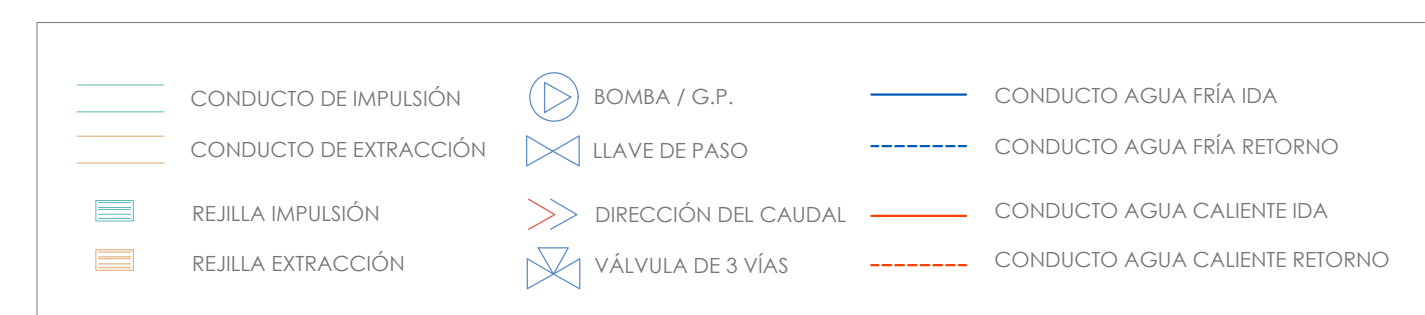 CONDUCTO DE IMPULSIÓN
CONDUCTO DE EXTRACCIÓN
REJILLA IMPULSIÓN
REJILLA EXTRACCIÓN
BOMBA / G.P.
LLAVE DE PASO
DIRECCIÓN DEL CAUDAL
VÁLVULA DE 3 VÍAS
CONDUCTO AGUA FRÍA IDA
CONDUCTO AGUA FRÍA RETORNO
CONDUCTO AGUA CALIENTE IDA
CONDUCTO AGUA CALIENTE RETORNO